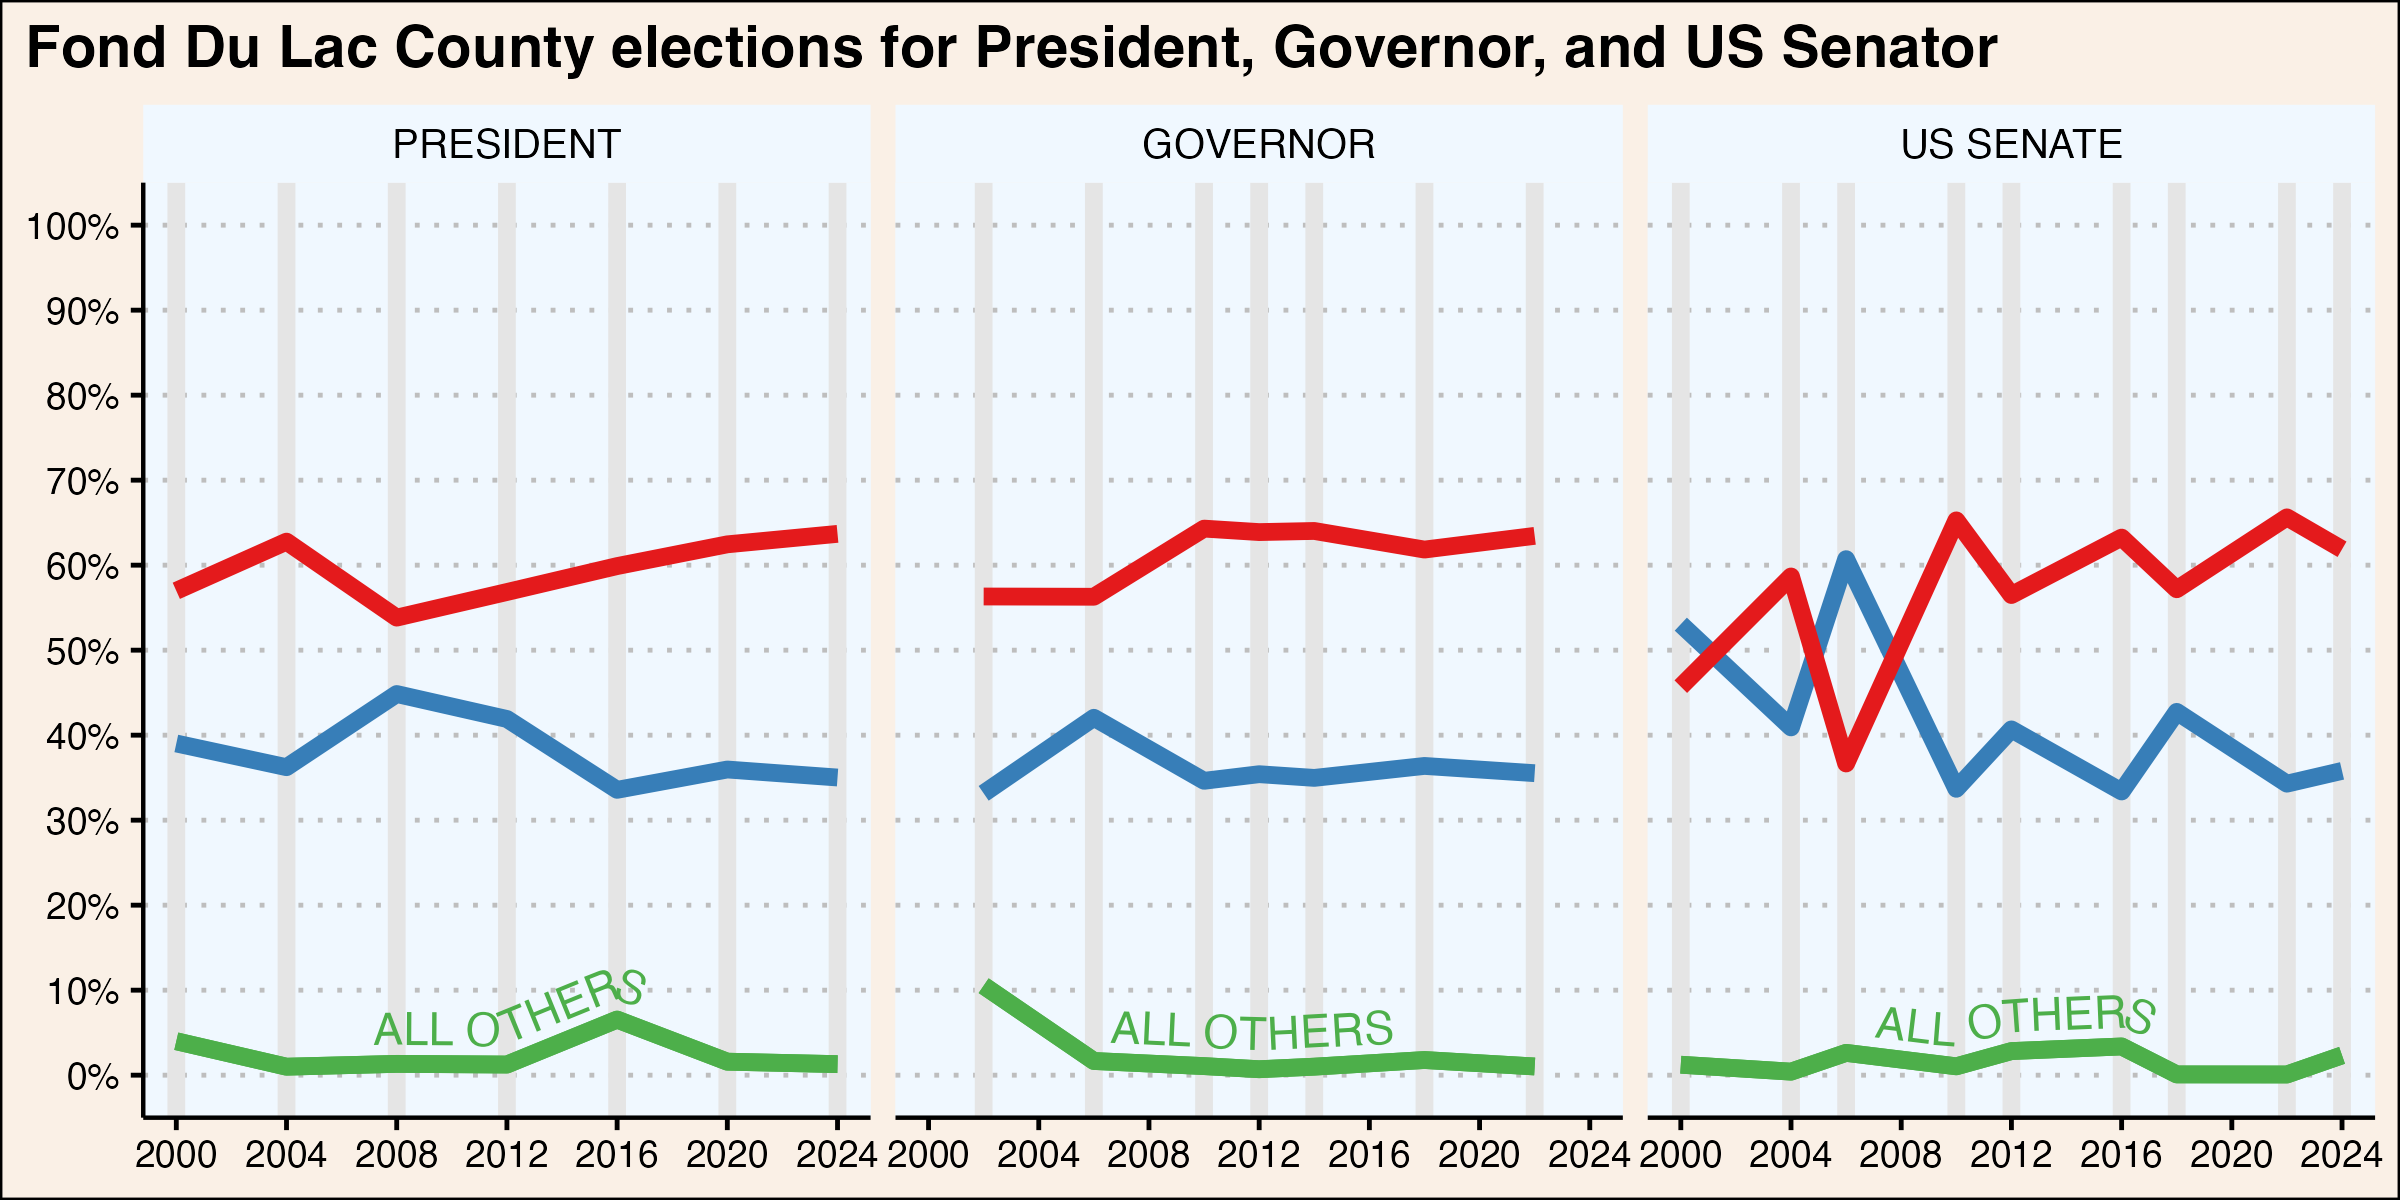 Fond Du Lac County elections for President, Governor, and US Senator
PRESIDENT
GOVERNOR
US SENATE
100%
90%
80%
70%
60%
50%
40%
30%
20%
10%
0%
ALL OTHERS
ALL OTHERS
ALL OTHERS
2000 2004 2008 2012 2016 2020 2024
2000 2004 2008 2012 2016 2020 2024
2000 2004 2008 2012 2016 2020 2024